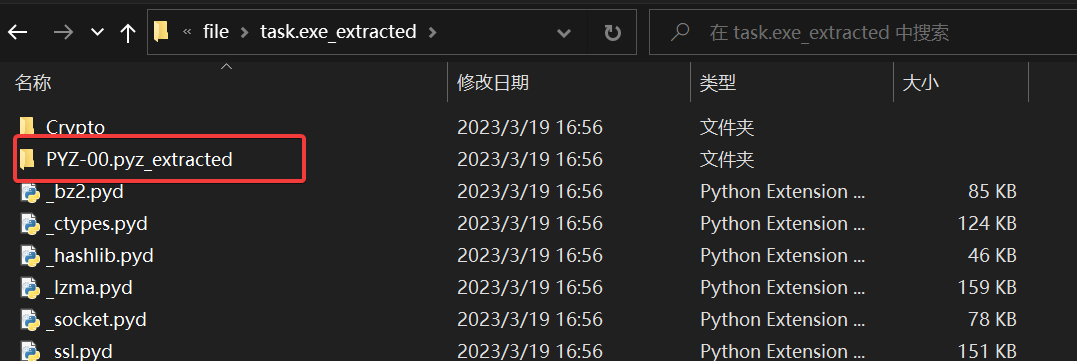 « file > task.exe_extracted > 在 task.exe_extracted 中搜索
名称 修改日期 类型 大小
Crypto 2023/3/19 16:56 文件夹
PYZ-00.pyz_extracted 2023/3/19 16:56 文件夹
_bz2.pyd 2023/3/19 16:56 Python Extension ... 85 KB
_ctypes.pyd 2023/3/19 16:56 Python Extension ... 124 KB
_hashlib.pyd 2023/3/19 16:56 Python Extension ... 46 KB
_lzma.pyd 2023/3/19 16:56 Python Extension ... 159 KB
_socket.pyd 2023/3/19 16:56 Python Extension ... 78 KB
_ssl.pyd 2023/3/19 16:56 Python Extension ... 151 KB